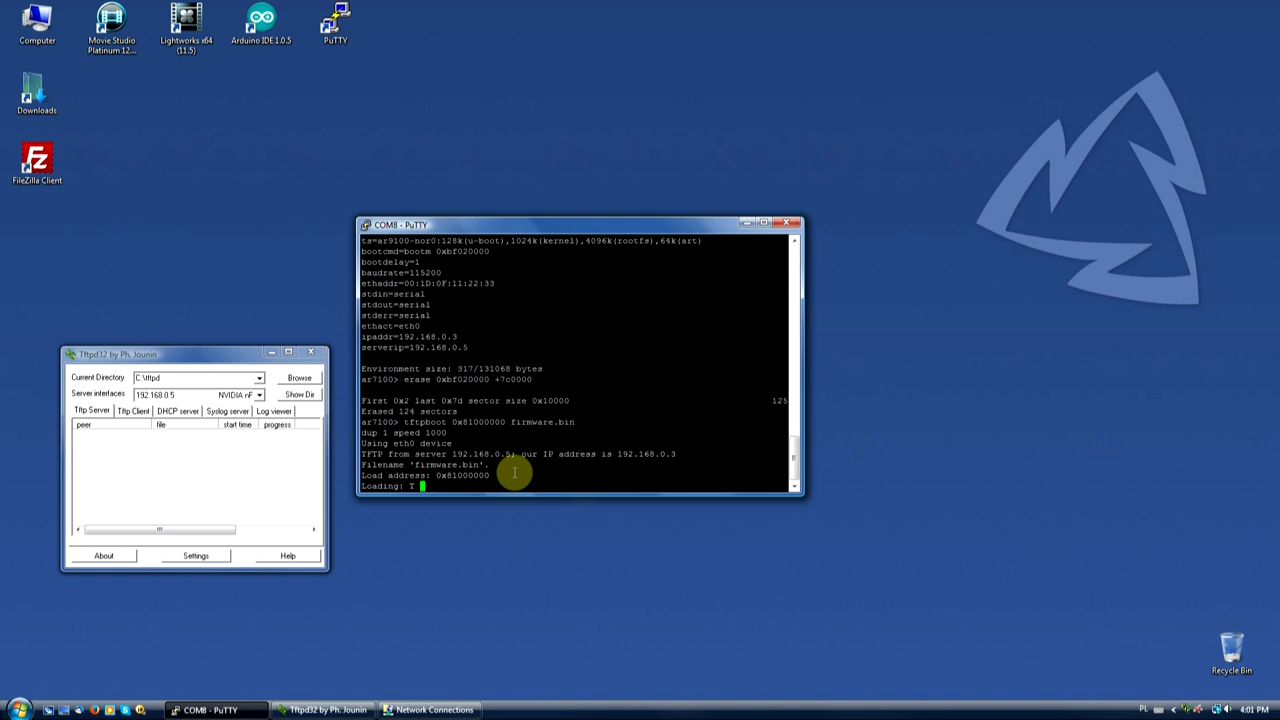 Computer
Movie Studio
Platinum 12...
Lightworks x64
(11.5)
Arduino IDE 1.0.5
PuTTY
Downloads
FileZilla Client
COM8 - PuTTY
ts=ar9100-nor0:128k(u-boot),1024k(kernel),4096k(rootfs),64k(art)
bootcmd=bootm 0xbf020000
bootdelay=1
baudrate=115200
ethaddr=00:1D:0F:11:22:33
stdin=serial
stdout=serial
stderr=serial
ethact=eth0
ipaddr=192.168.0.3
serverip=192.168.0.5
Environment size: 317/131068 bytes
ar7100> erase 0xbf020000 +7c0000
First 0x2 last 0x7d sector size 0x10000 125
Erased 124 sectors
ar7100> tftpboot 0x81000000 firmware.bin
dup 1 speed 1000
Using eth0 device
TFTP from server 192.168.0.5; our IP address is 192.168.0.3
Filename 'firmware.bin'.
Load address: 0x81000000
Loading: T
Tftpd32 by Ph. Jounin
Current Directory C:\tftpd Browse
Server interfaces 192.168.0.5 NVIDIA nF Show Dir
Tftp Server Tftp Client DHCP server Syslog server Log viewer
peer file start time progress
About Settings Help
Recycle Bin
COM8 - PuTTY Tftpd32 by Ph. Jounin Network Connections PL 4:01 PM